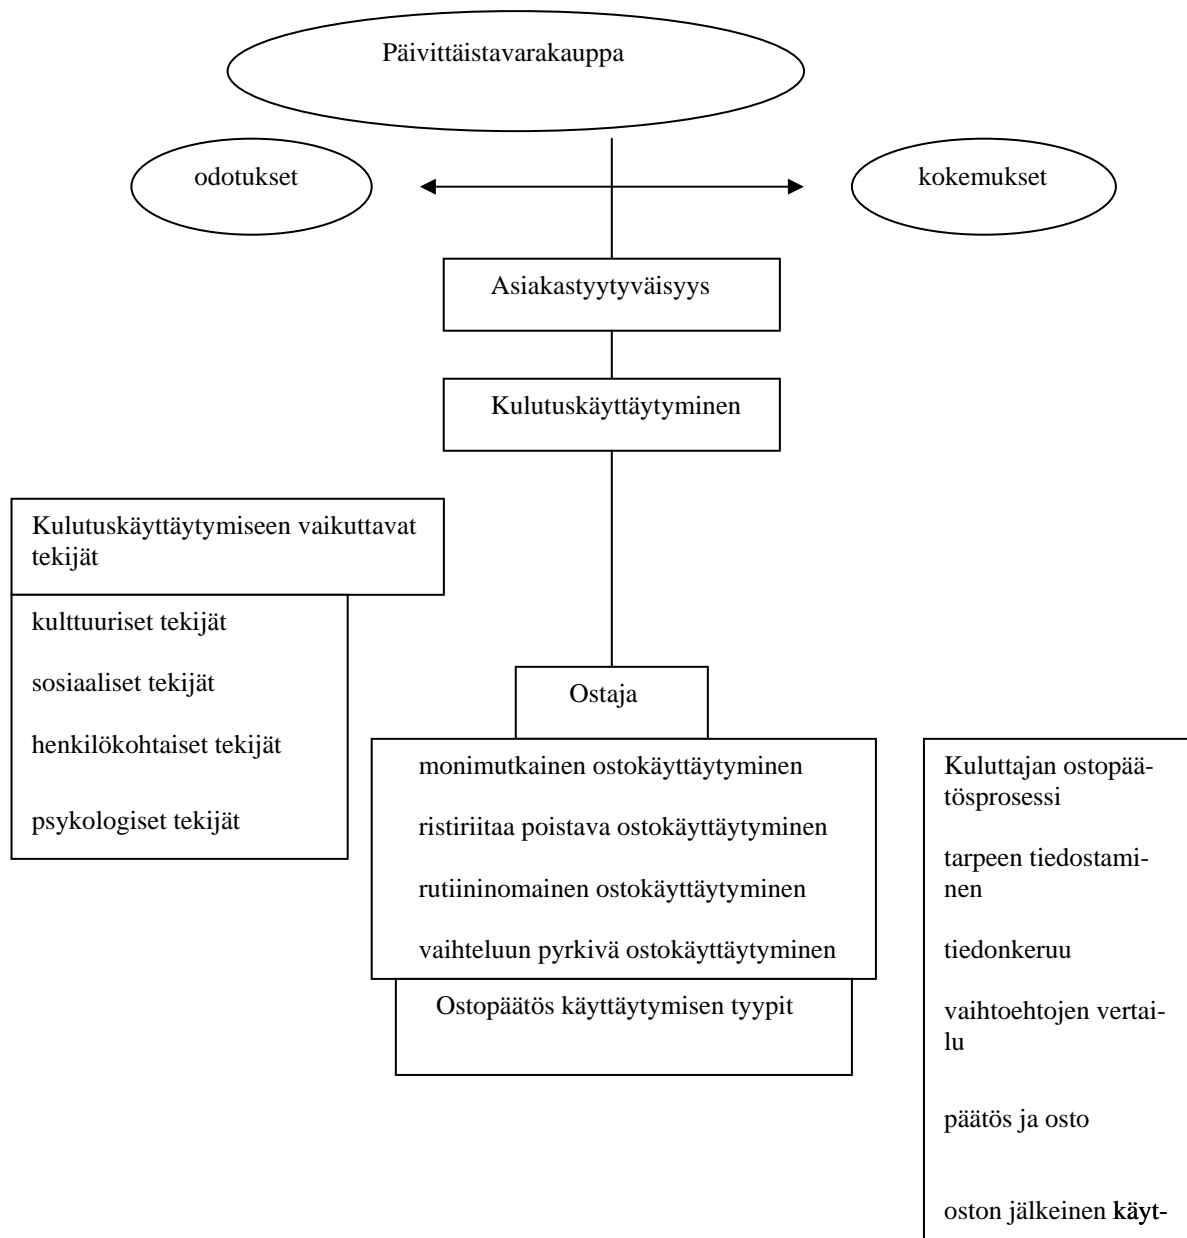 Päivittäistavarakauppa
odotukset
kokemukset
Asiakastyytyväisyys
Kulutuskäyttäytyminen
Kulutuskäyttäytymiseen vaikuttavat
tekijät
kulttuuriset tekijät
sosiaaliset tekijät
henkilökohtaiset tekijät
psykologiset tekijät
Ostaja
monimutkainen ostokäyttäytyminen
ristiriitaa poistava ostokäyttäytyminen
rutiininomainen ostokäyttäytyminen
vaihteluun pyrkivä ostokäyttäytyminen
Ostopäätös käyttäytymisen tyypit
Kuluttajan ostopää-
tösprosessi
tarpeen tiedostami-
nen
tiedonkeruu
vaihtoehtojen vertai-
lu
päätös ja osto
oston jälkeinen käyt-